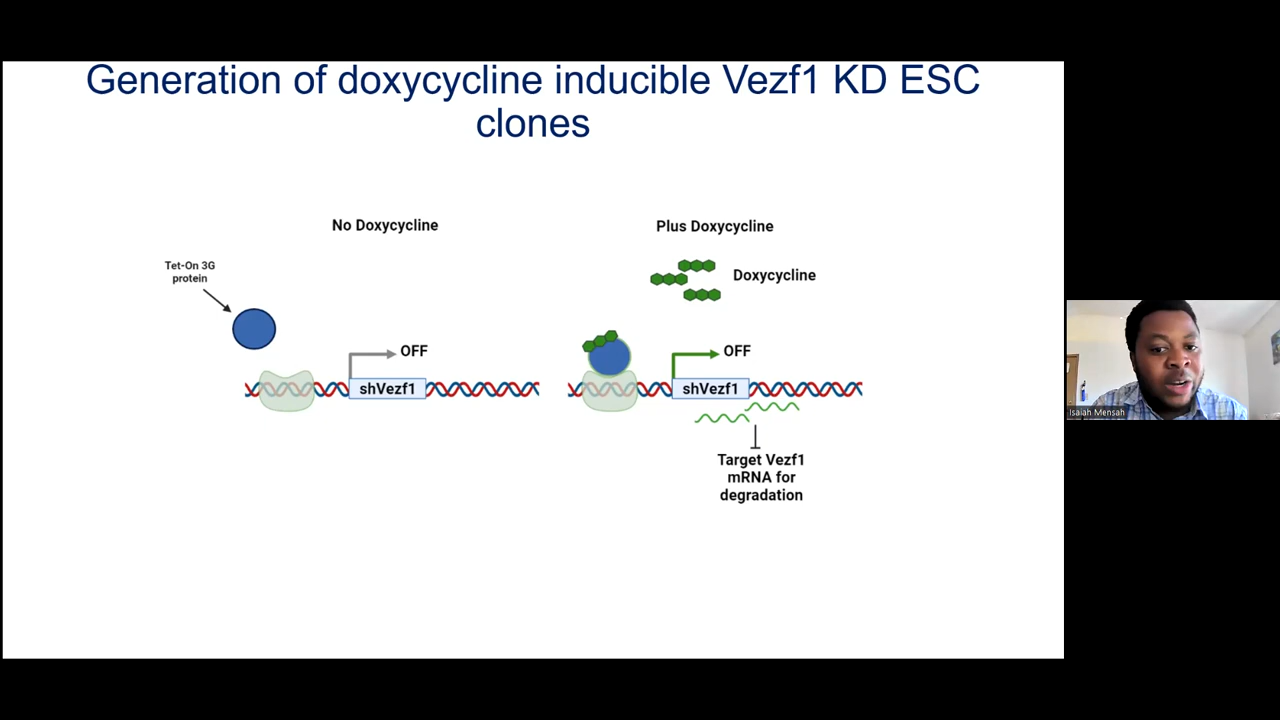 Generation of doxycycline inducible Vezf1 KD ESC
clones
No Doxycycline
Plus Doxycycline
Tet-On 3G
protein
Doxycycline
OFF
OFF
shVezf1
shVezf1
Target Vezf1
mRNA for
degradation
Isaiah Mensah